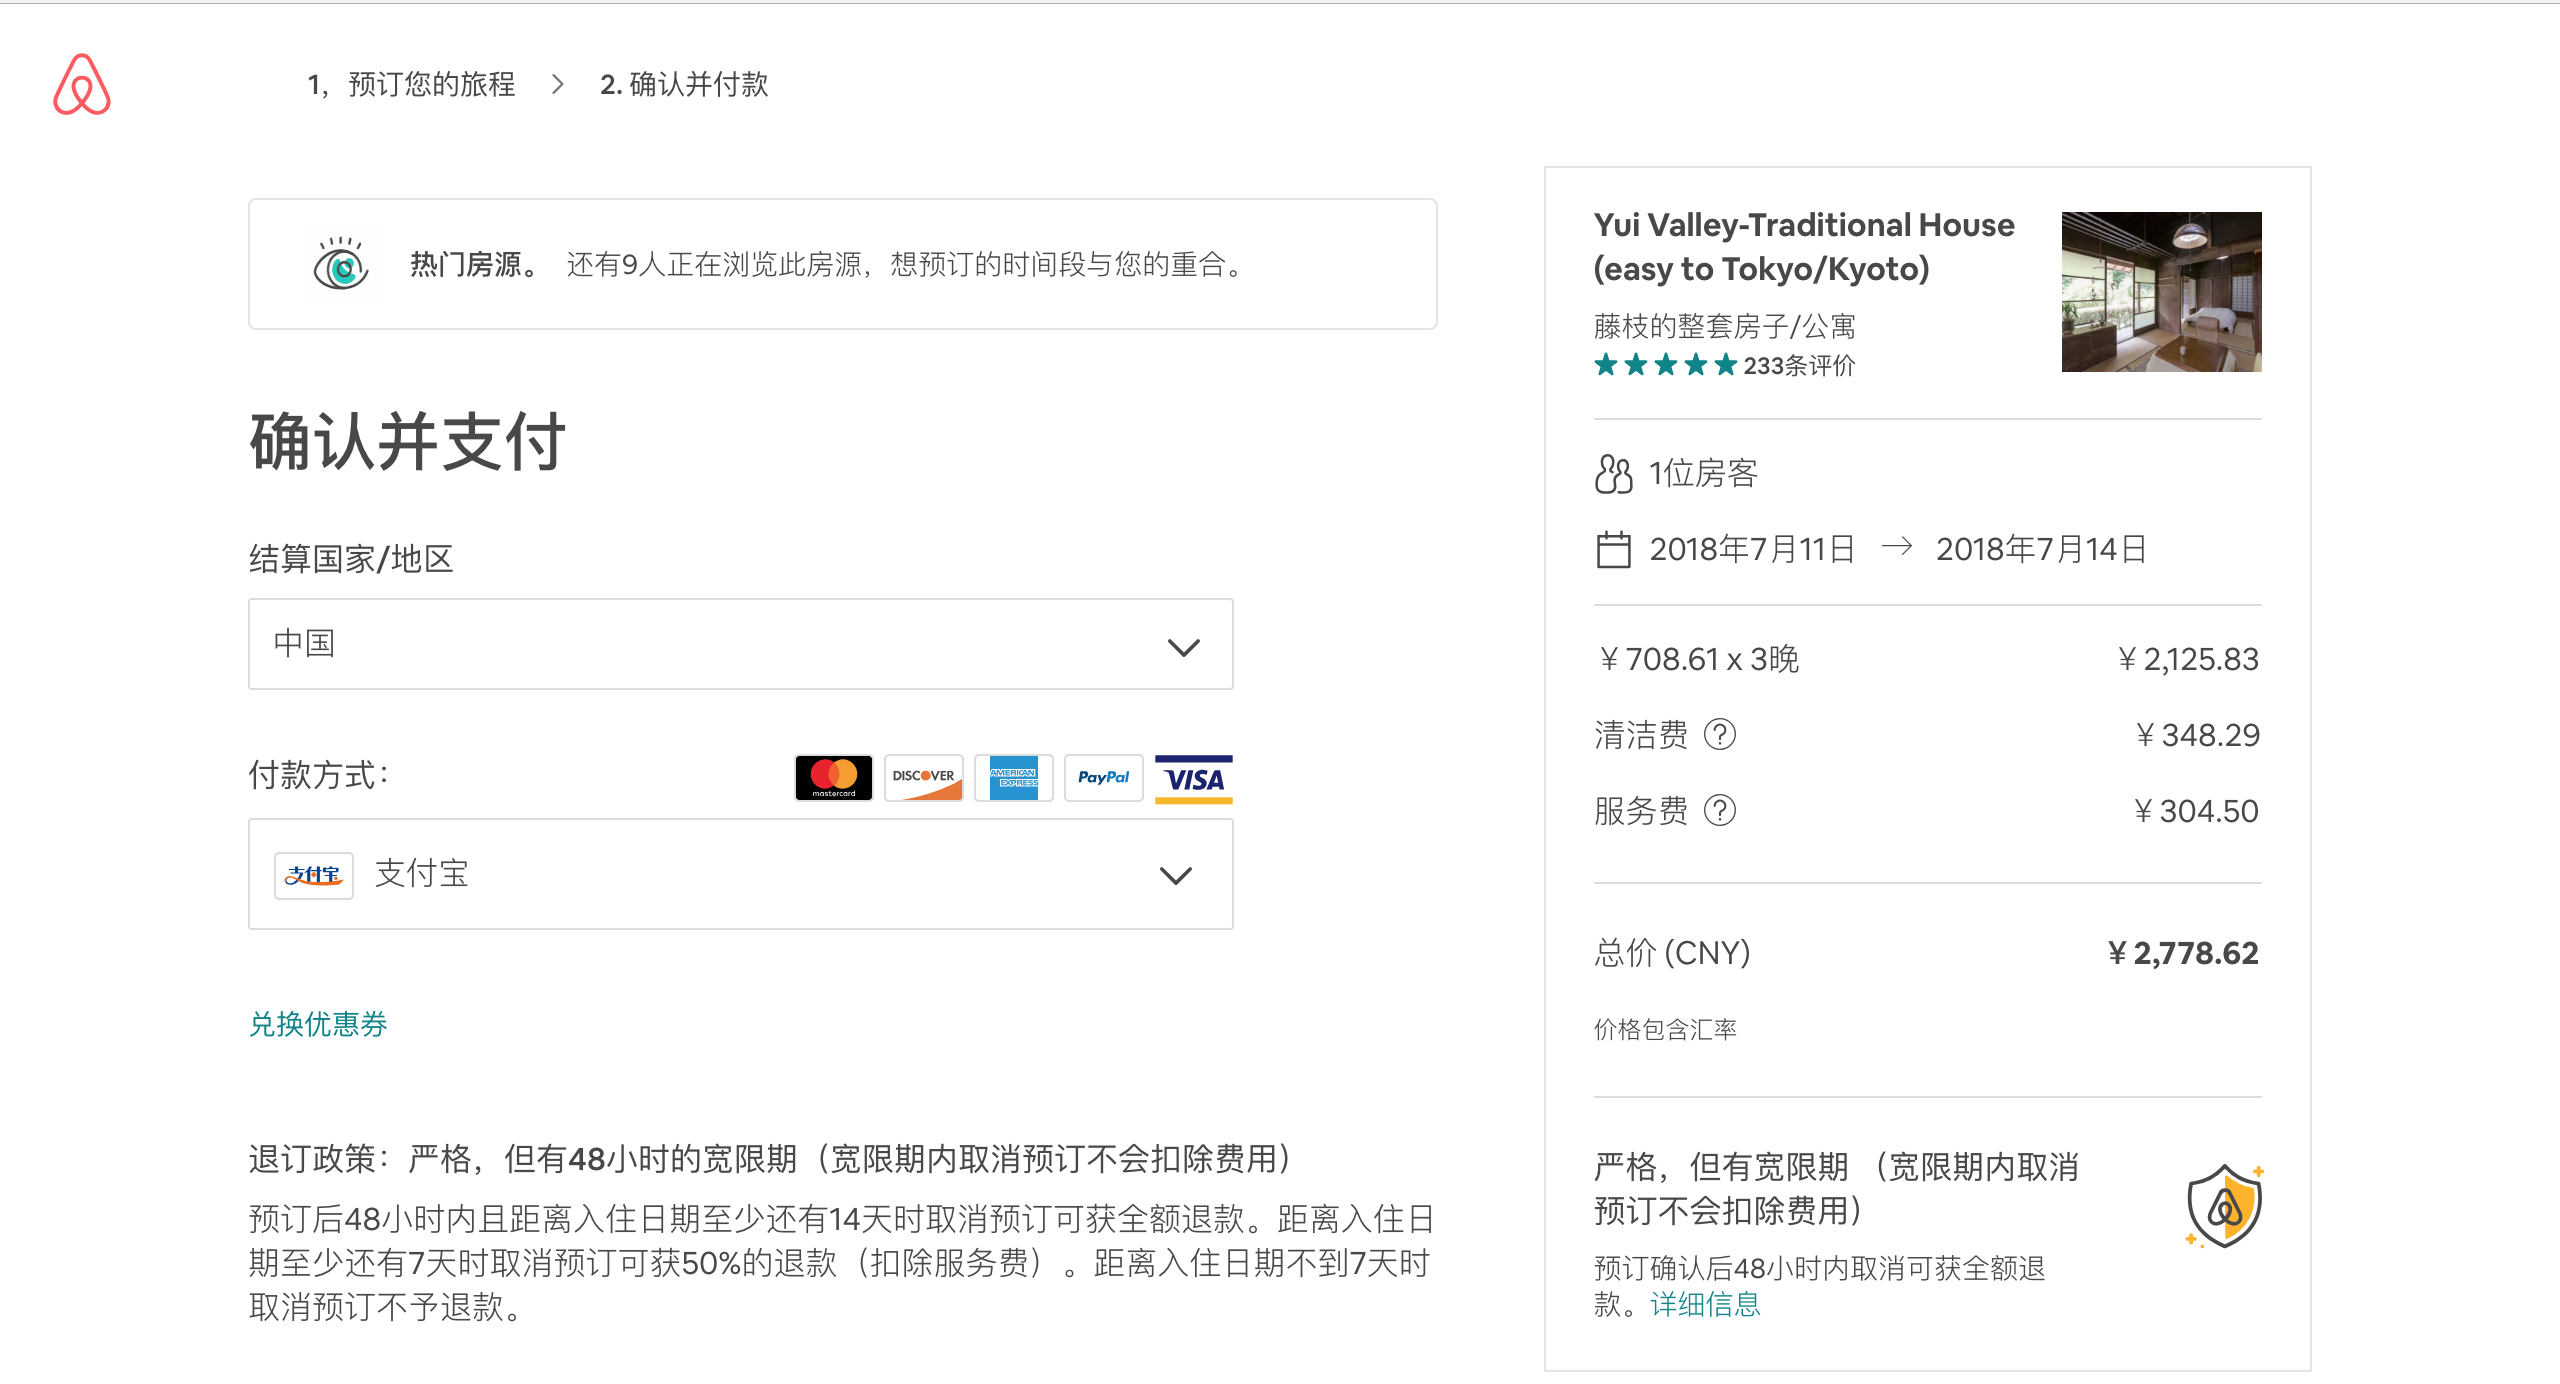 1，预订您的旅程 > 2. 确认并付款
热门房源。 还有9人正在浏览此房源，想预订的时间段与您的重合。
确认并支付
结算国家/地区
中国
付款方式：
mastercard
DISCOVER
AMERICAN
EXPRESS
PayPal
VISA
支付宝 支付宝
兑换优惠券
退订政策：严格，但有48小时的宽限期（宽限期内取消预订不会扣除费用）
预订后48小时内且距离入住日期至少还有14天时取消预订可获全额退款。距离入住日
期至少还有7天时取消预订可获50%的退款（扣除服务费）。距离入住日期不到7天时
取消预订不予退款。
Yui Valley-Traditional House
(easy to Tokyo/Kyoto)
藤枝的整套房子/公寓
233条评价
1位房客
2018年7月11日 → 2018年7月14日
￥708.61 x 3晚 ￥2,125.83
清洁费 ? ￥348.29
服务费 ? ￥304.50
总价 (CNY) ￥2,778.62
价格包含汇率
严格，但有宽限期 （宽限期内取消
预订不会扣除费用）
预订确认后48小时内取消可获全额退
款。详细信息